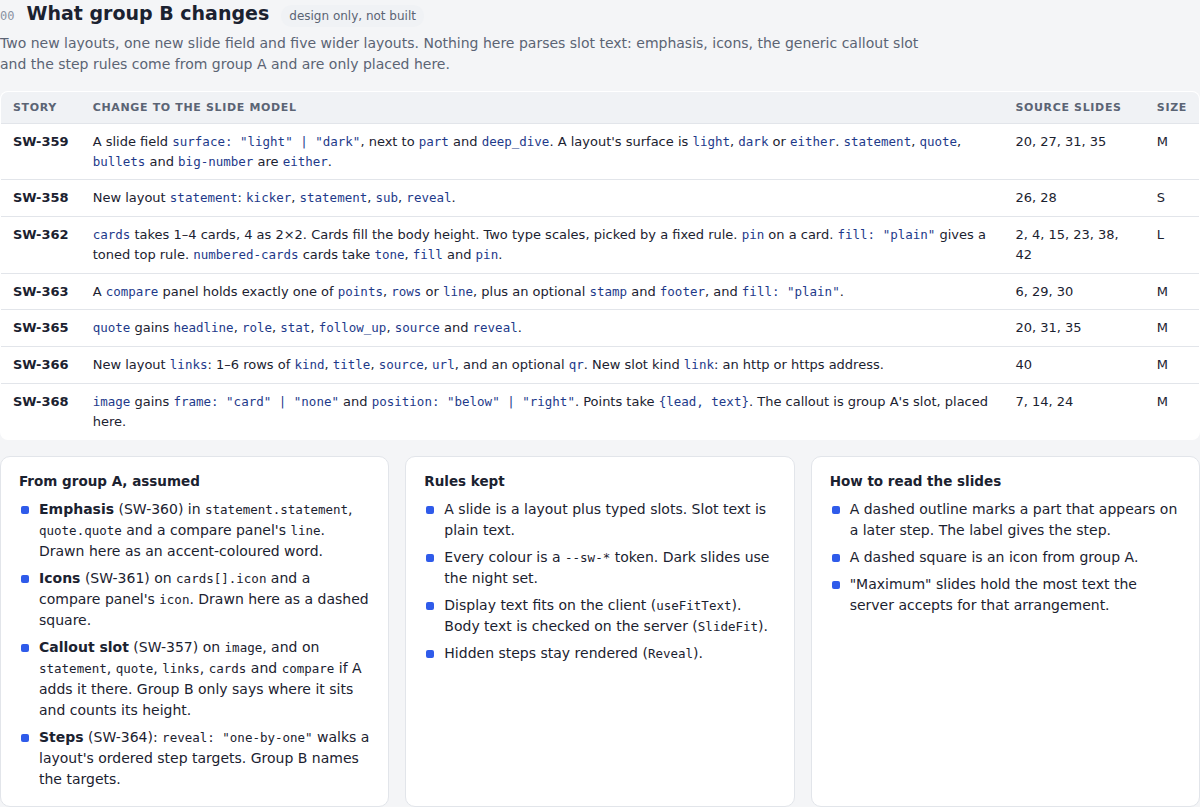 00 What group B changes design only, not built
Two new layouts, one new slide field and five wider layouts. Nothing here parses slot text: emphasis, icons, the generic callout slot
and the step rules come from group A and are only placed here.
STORY CHANGE TO THE SLIDE MODEL SOURCE SLIDES SIZE
SW-359 A slide field surface: "light" | "dark", next to part and deep_dive. A layout's surface is light, dark or either. statement, quote, 20, 27, 31, 35 M
bullets and big-number are either.
SW-358 New layout statement: kicker, statement, sub, reveal. 26, 28 S
SW-362 cards takes 1–4 cards, 4 as 2×2. Cards fill the body height. Two type scales, picked by a fixed rule. pin on a card. fill: "plain" gives a 2, 4, 15, 23, 38, L
toned top rule. numbered-cards cards take tone, fill and pin. 42
SW-363 A compare panel holds exactly one of points, rows or line, plus an optional stamp and footer, and fill: "plain". 6, 29, 30 M
SW-365 quote gains headline, role, stat, follow_up, source and reveal. 20, 31, 35 M
SW-366 New layout links: 1–6 rows of kind, title, source, url, and an optional qr. New slot kind link: an http or https address. 40 M
SW-368 image gains frame: "card" | "none" and position: "below" | "right". Points take {lead, text}. The callout is group A's slot, placed 7, 14, 24 M
here.
From group A, assumed
Emphasis (SW-360) in statement.statement,
quote.quote and a compare panel's line.
Drawn here as an accent-coloured word.
Icons (SW-361) on cards[].icon and a
compare panel's icon. Drawn here as a dashed
square.
Callout slot (SW-357) on image, and on
statement, quote, links, cards and compare if A
adds it there. Group B only says where it sits
and counts its height.
Steps (SW-364): reveal: "one-by-one" walks a
layout's ordered step targets. Group B names
the targets.
Rules kept
A slide is a layout plus typed slots. Slot text is
plain text.
Every colour is a --sw-* token. Dark slides use
the night set.
Display text fits on the client (useFitText).
Body text is checked on the server (SlideFit).
Hidden steps stay rendered (Reveal).
How to read the slides
A dashed outline marks a part that appears on
a later step. The label gives the step.
A dashed square is an icon from group A.
"Maximum" slides hold the most text the
server accepts for that arrangement.